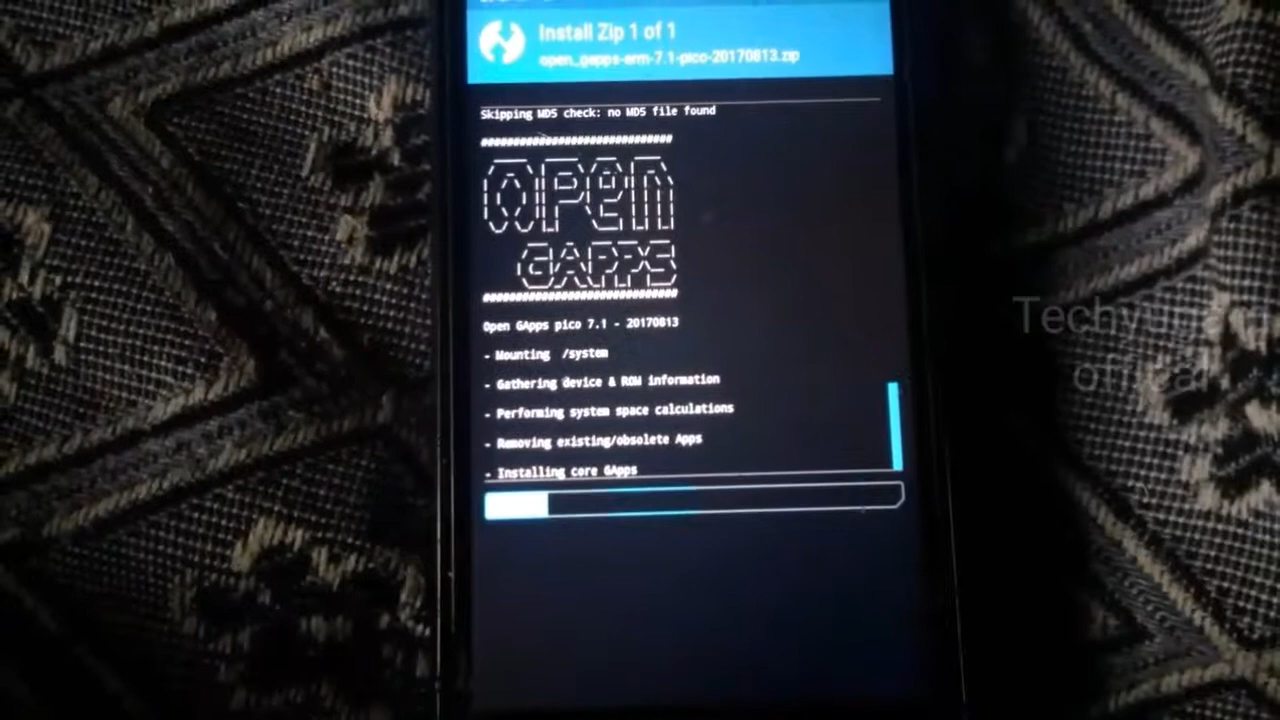 Install Zip 1 of 1
open_gapps-arm-7.1-pico-20170813.zip
Skipping MD5 check: no MD5 file found
##############################
OPEN
GAPPS
##############################
Open GApps pico 7.1 - 20170813
- Mounting /system
- Gathering device & ROM information
- Performing system space calculations
- Removing existing/obsolete Apps
- Installing core GApps